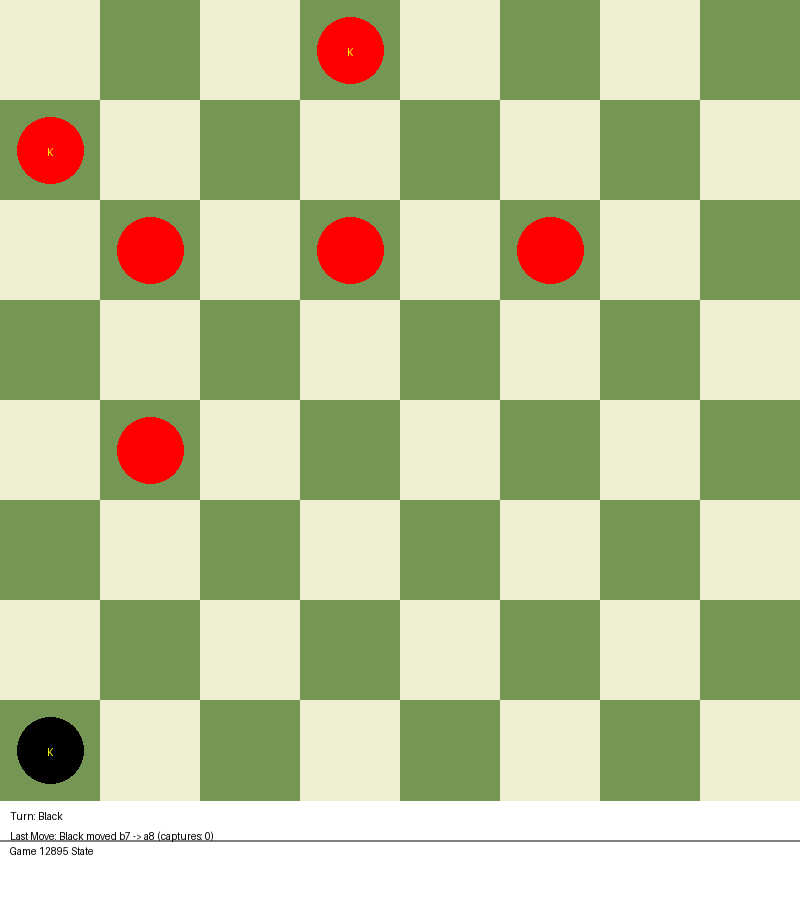 K
K
K
Turn: Black
Last Move: Black moved b7 -> a8 (captures: 0)
Game 12895 State